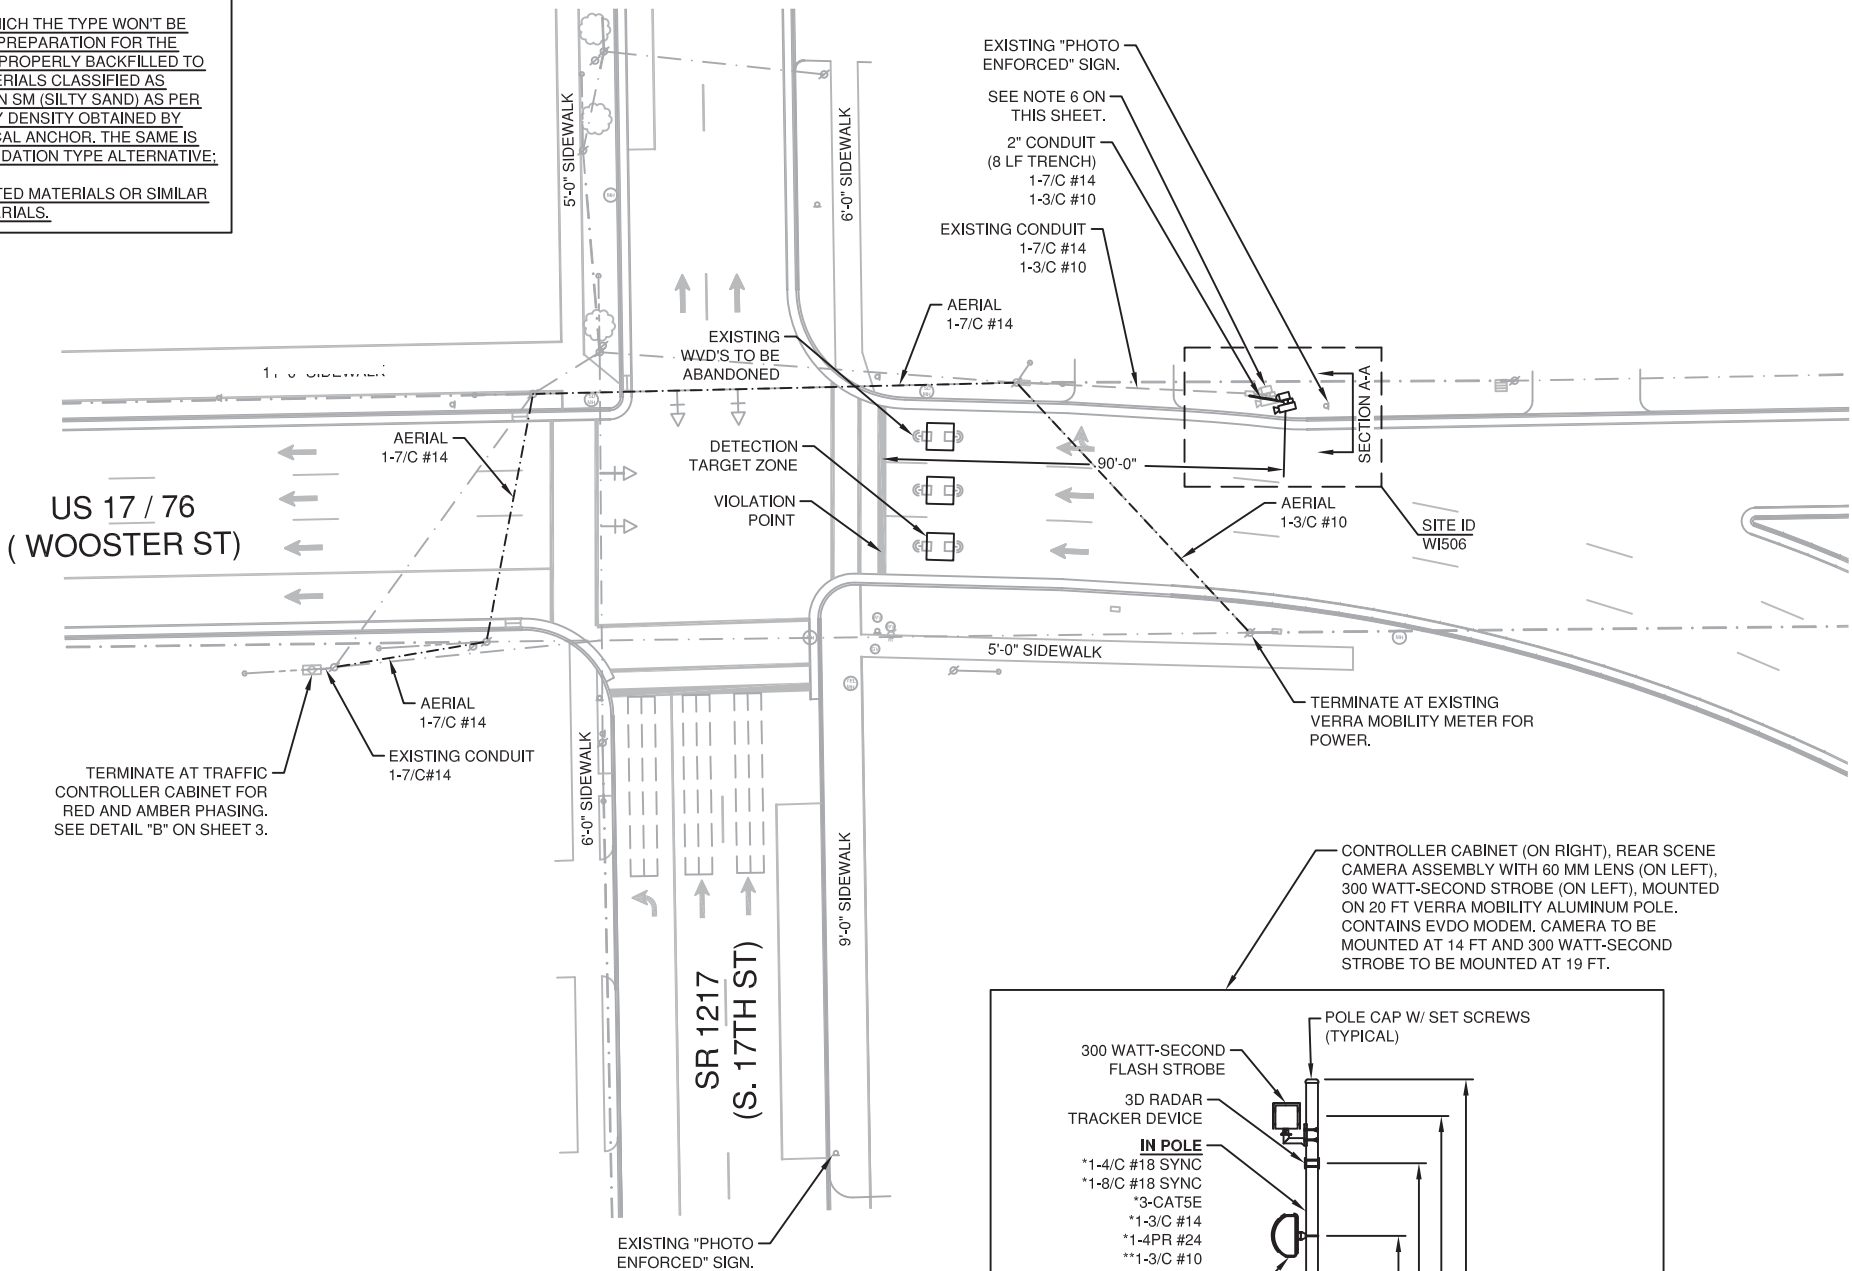 HICH THE TYPE WON'T BE
PREPARATION FOR THE
PROPERLY BACKFILLED TO
ERIALS CLASSIFIED AS
N SM (SILTY SAND) AS PER
Y DENSITY OBTAINED BY
CAL ANCHOR. THE SAME IS
DATION TYPE ALTERNATIVE;
TED MATERIALS OR SIMILAR
ERIALS.
5'-0" SIDEWALK
6'-0" SIDEWALK
EXISTING "PHOTO
ENFORCED" SIGN.
SEE NOTE 6 ON
THIS SHEET.
2" CONDUIT
(8 LF TRENCH)
1-7/C #14
1-3/C #10
EXISTING CONDUIT
1-7/C #14
1-3/C #10
AERIAL
1-7/C #14
EXISTING
WVD'S TO BE
ABANDONED
SECTION A-A
AERIAL
1-7/C #14
DETECTION
TARGET ZONE
90'-0"
VIOLATION
POINT
AERIAL
1-3/C #10
SITE ID
WI506
US 17 / 76
( WOOSTER ST)
5'-0" SIDEWALK
AERIAL
1-7/C #14
EXISTING CONDUIT
1-7/C#14
TERMINATE AT EXISTING
VERRA MOBILITY METER FOR
POWER.
TERMINATE AT TRAFFIC
CONTROLLER CABINET FOR
RED AND AMBER PHASING.
SEE DETAIL "B" ON SHEET 3.
6'-0" SIDEWALK
9'-0" SIDEWALK
SR 1217
(S. 17TH ST)
CONTROLLER CABINET (ON RIGHT), REAR SCENE
CAMERA ASSEMBLY WITH 60 MM LENS (ON LEFT),
300 WATT-SECOND STROBE (ON LEFT), MOUNTED
ON 20 FT VERRA MOBILITY ALUMINUM POLE.
CONTAINS EVDO MODEM. CAMERA TO BE
MOUNTED AT 14 FT AND 300 WATT-SECOND
STROBE TO BE MOUNTED AT 19 FT.
POLE CAP W/ SET SCREWS
(TYPICAL)
300 WATT-SECOND
FLASH STROBE
3D RADAR
TRACKER DEVICE
IN POLE
*1-4/C #18 SYNC
*1-8/C #18 SYNC
*3-CAT5E
*1-3/C #14
*1-4PR #24
**1-3/C #10
EXISTING "PHOTO
ENFORCED" SIGN.